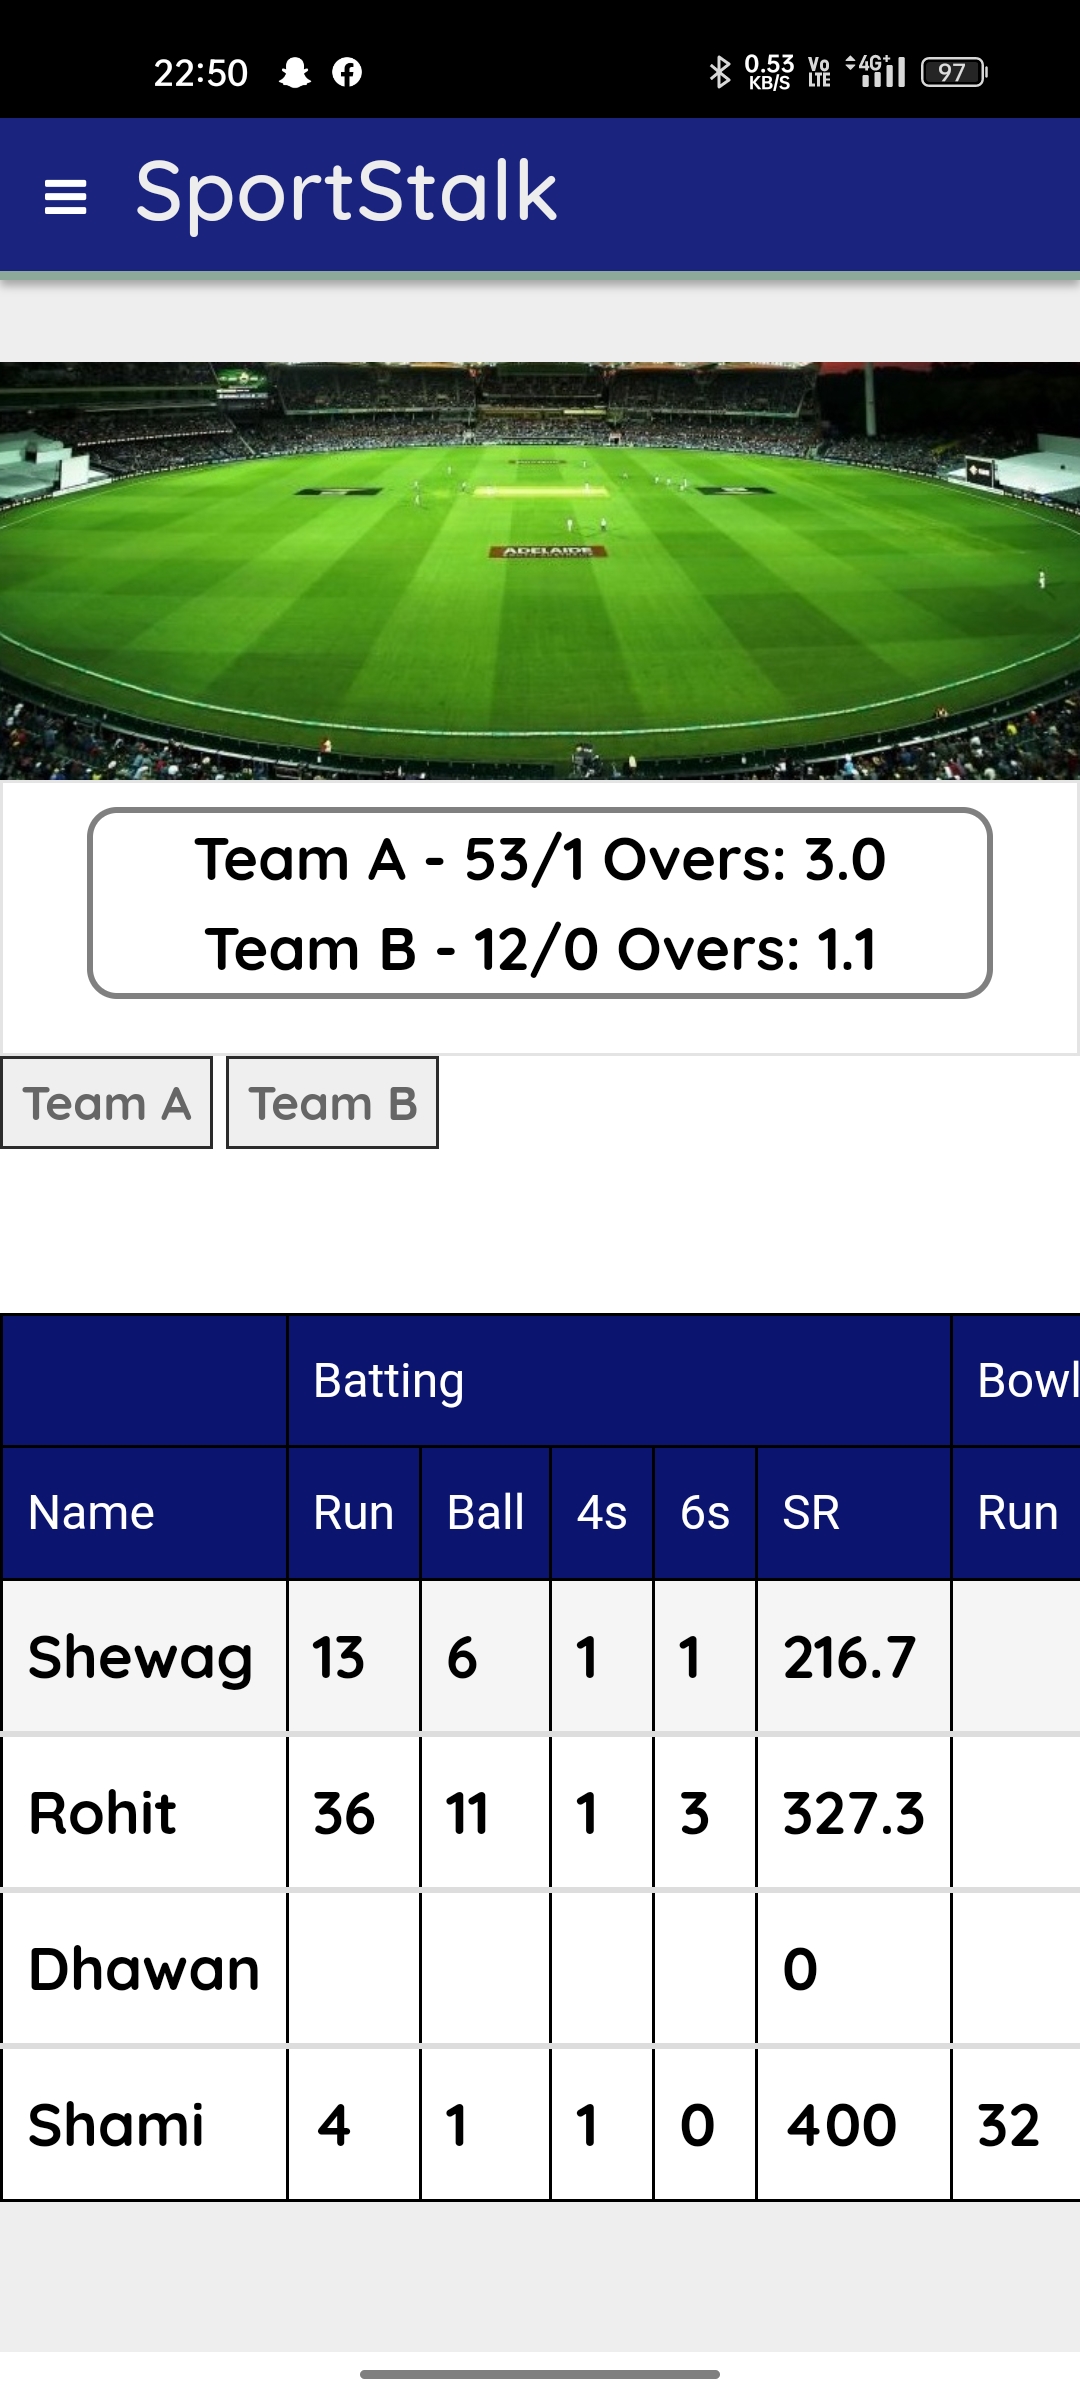 22:50 0.53 KB/S Vo LTE 4G+ 97
SportStalk
ADELAIDE
Team A - 53/1 Overs: 3.0
Team B - 12/0 Overs: 1.1
Team A Team B
Batting Bowl
Name Run Ball 4s 6s SR Run
Shewag 13 6 1 1 216.7
Rohit 36 11 1 3 327.3
Dhawan 0
Shami 4 1 1 0 400 32